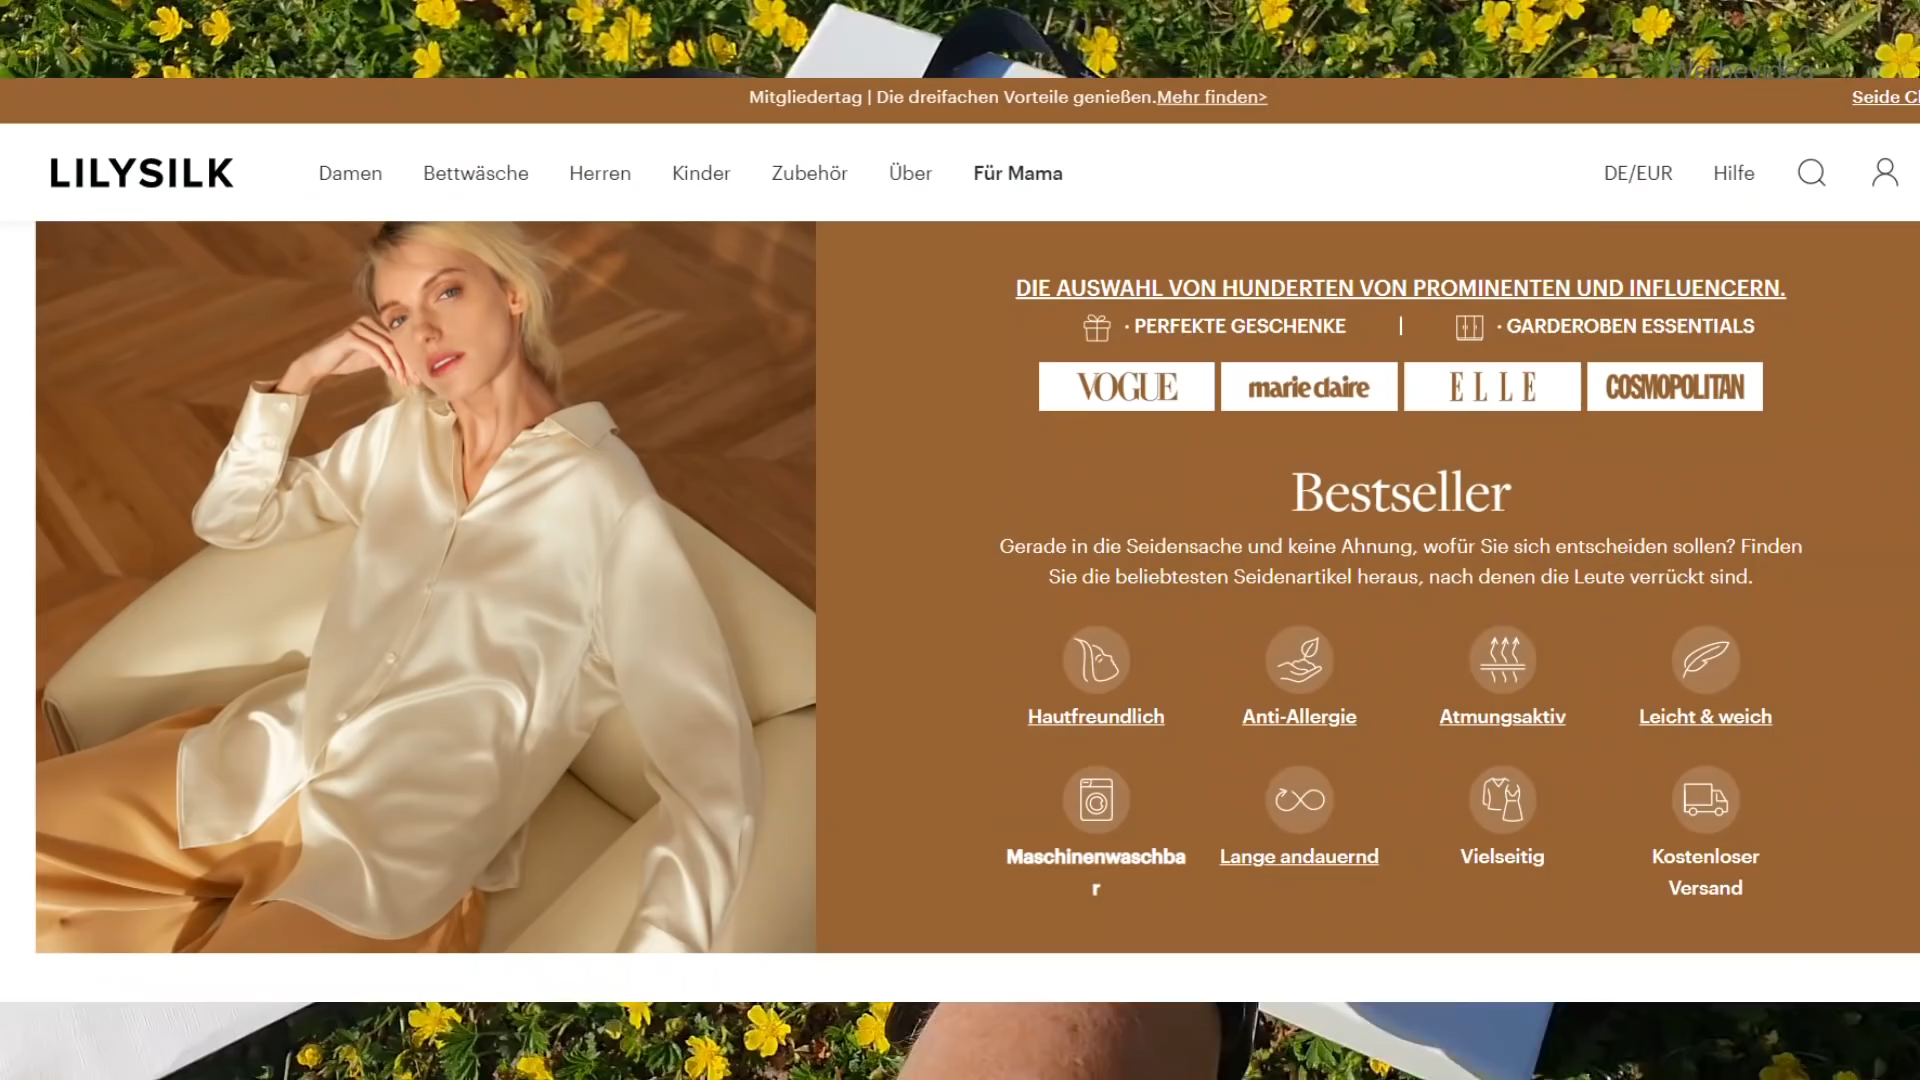 Werbevideo
Mitgliedertag | Die dreifachen Vorteile genießen.Mehr finden>
Seide
LILYSILK
Damen Bettwäsche Herren Kinder Zubehör Über Für Mama
DE/EUR Hilfe
DIE AUSWAHL VON HUNDERTEN VON PROMINENTEN UND INFLUENCERN.
· PERFEKTE GESCHENKE | · GARDEROBEN ESSENTIALS
VOGUE marie claire ELLE COSMOPOLITAN
Bestseller
Gerade in die Seidensache und keine Ahnung, wofür Sie sich entscheiden sollen? Finden
Sie die beliebtesten Seidenartikel heraus, nach denen die Leute verrückt sind.
Hautfreundlich Anti-Allergie Atmungsaktiv Leicht & weich
Maschinenwaschba Lange andauernd Vielseitig Kostenloser
r Versand